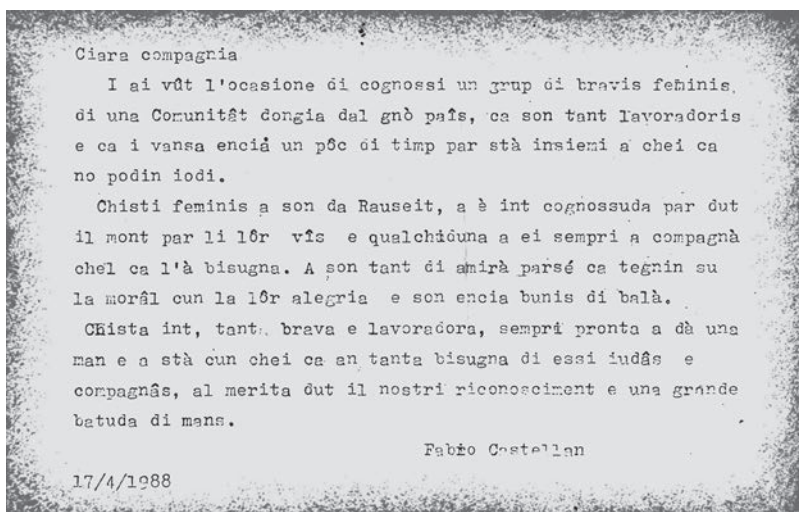 Ciara compagnia
I ai vût l'ocasione di cognossi un grup di bravis feminis,
di una Comunitât dongia dal gnò paîs, ca son tant lavoradoris
e ca i vansa encia un pôc di timp par stà insiemi a chei ca
no podin iodi.
Chisti feminis a son da Rauseit, a è int cognossuda par dut
il mont par li lôr vîs e qualchiduna a ei sempri a compagnà
chel ca l'à bisugna. A son tant di amirà parsé ca tegnin su
la morâl cun la lôr alegria e son encia bunis di balà.
Chista int, tant, brava e lavoradora, sempri pronta a dà una
man e a stà cun chei ca an tanta bisugna di essi iudâs e
compagnâs, al merita dut il nostri riconosciment e una grande
batuda di mans.
Fabio Castellan
17/4/1988